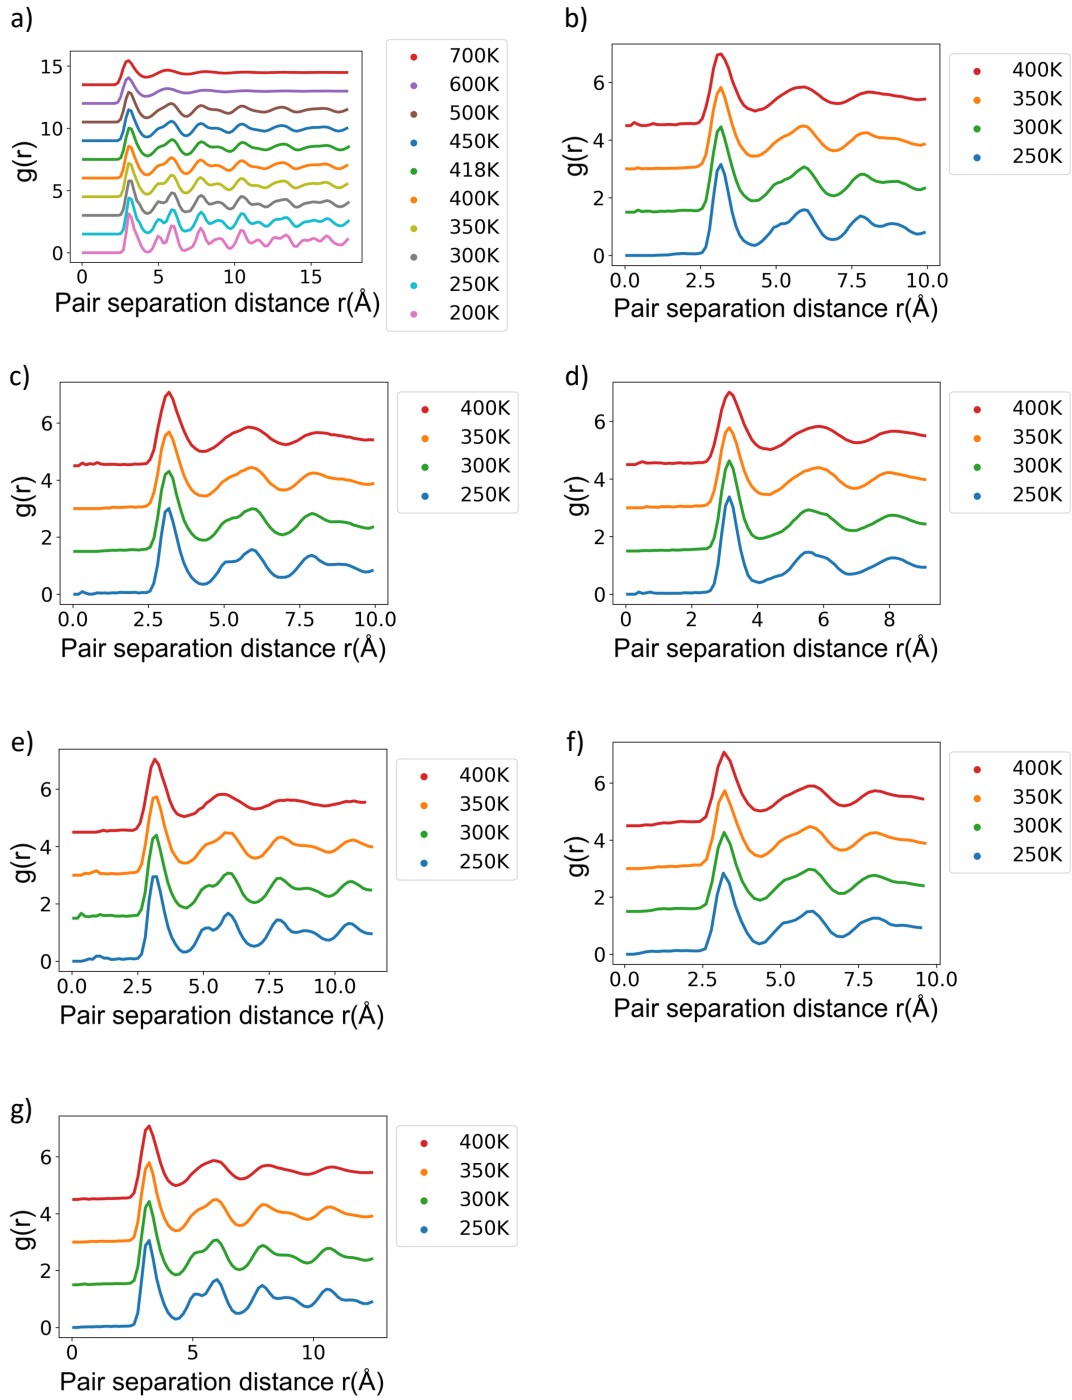 a)
g(r)
15
10
5
0
0 5 10 15
Pair separation distance r(Å)
700K
600K
500K
450K
418K
400K
350K
300K
250K
200K
b)
g(r)
6
4
2
0
0.0 2.5 5.0 7.5 10.0
Pair separation distance r(Å)
400K
350K
300K
250K
c)
g(r)
6
4
2
0
0.0 2.5 5.0 7.5 10.0
Pair separation distance r(Å)
400K
350K
300K
250K
d)
g(r)
6
4
2
0
0 2 4 6 8
Pair separation distance r(Å)
400K
350K
300K
250K
e)
g(r)
6
4
2
0
0.0 2.5 5.0 7.5 10.0
Pair separation distance r(Å)
400K
350K
300K
250K
f)
g(r)
6
4
2
0
0.0 2.5 5.0 7.5 10.0
Pair separation distance r(Å)
400K
350K
300K
250K
g)
g(r)
6
4
2
0
0 5 10
Pair separation distance r(Å)
400K
350K
300K
250K